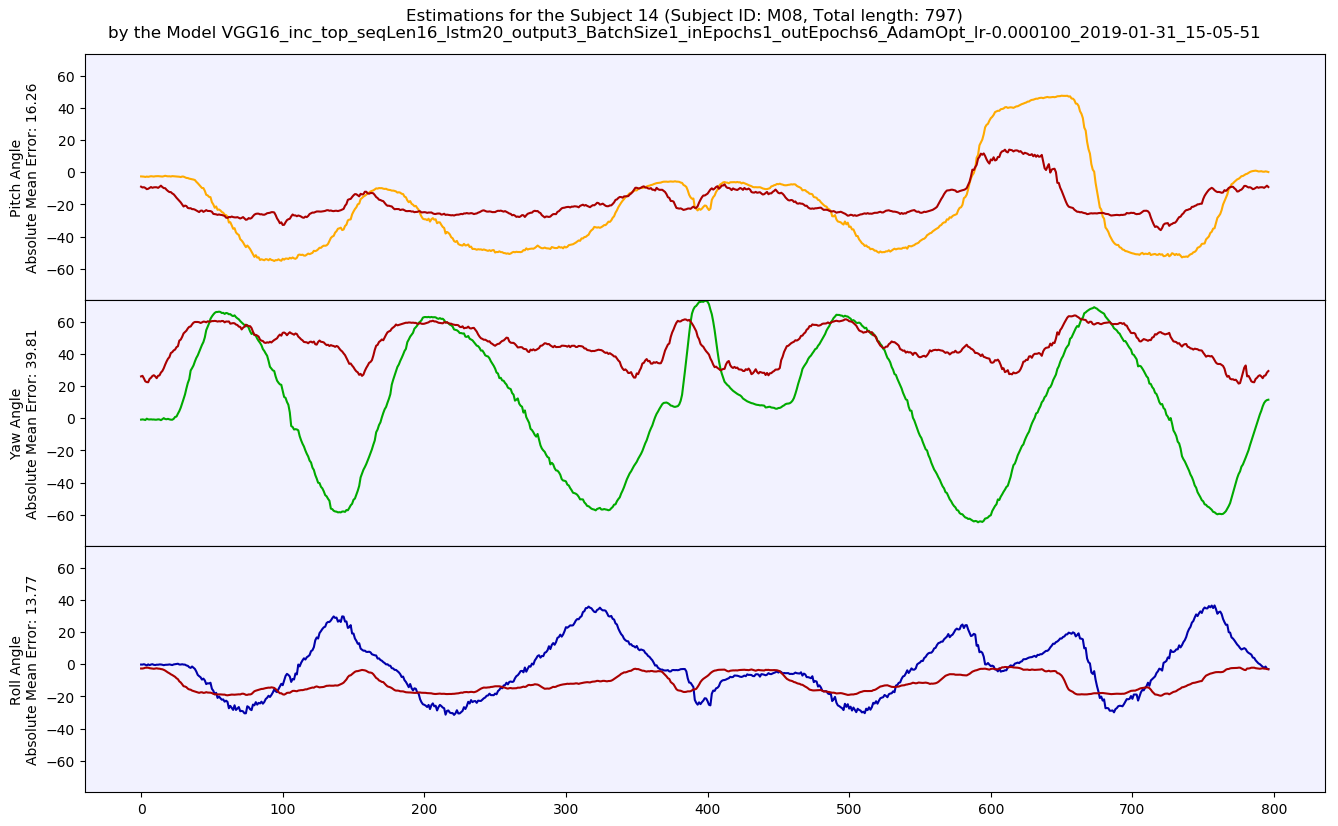 Estimations for the Subject 14 (Subject ID: M08, Total length: 797)
by the Model VGG16_inc_top_seqLen16_lstm20_output3_BatchSize1_inEpochs1_outEpochs6_AdamOpt_lr-0.000100_2019-01-31_15-05-51
Pitch Angle
Absolute Mean Error: 16.26
60
40
20
0
−20
−40
−60
Yaw Angle
Absolute Mean Error: 39.81
60
40
20
0
−20
−40
−60
Roll Angle
Absolute Mean Error: 13.77
60
40
20
0
−20
−40
−60
0 100 200 300 400 500 600 700 800